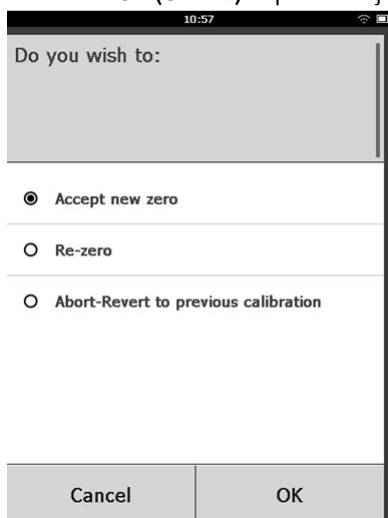 10:57
Do you wish to:
Accept new zero
Re-zero
Abort-Revert to previous calibration
Cancel
OK